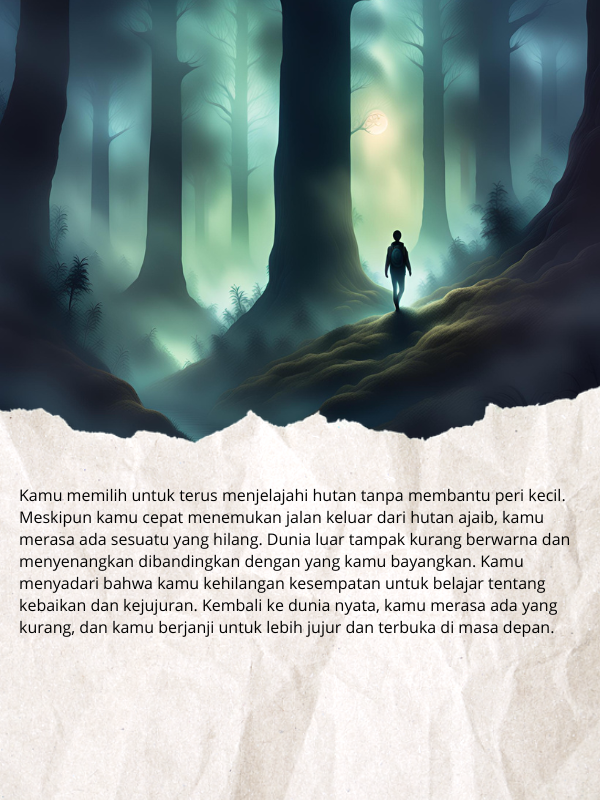 Kamu memilih untuk terus menjelajahi hutan tanpa membantu peri kecil.
Meskipun kamu cepat menemukan jalan keluar dari hutan ajaib, kamu
merasa ada sesuatu yang hilang. Dunia luar tampak kurang berwarna dan
menyenangkan dibandingkan dengan yang kamu bayangkan. Kamu
menyadari bahwa kamu kehilangan kesempatan untuk belajar tentang
kebaikan dan kejujuran. Kembali ke dunia nyata, kamu merasa ada yang
kurang, dan kamu berjanji untuk lebih jujur dan terbuka di masa depan.